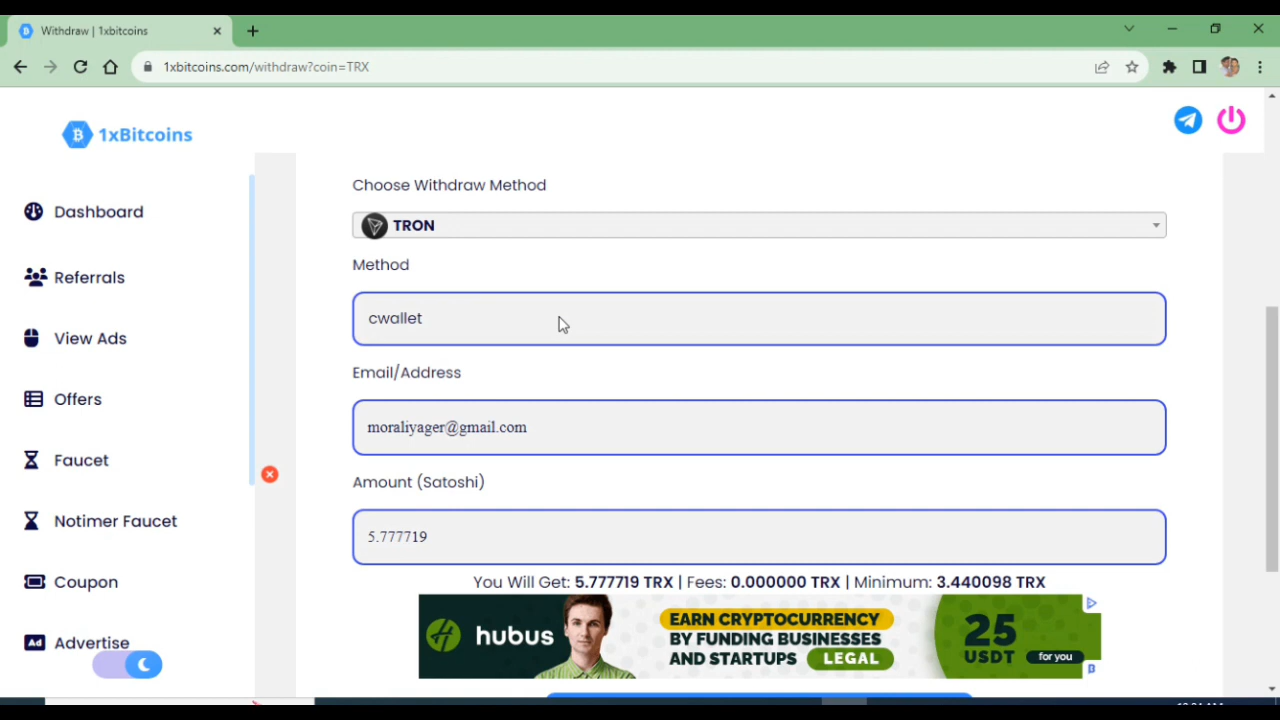 Withdraw | 1xbitcoins
1xbitcoins.com/withdraw?coin=TRX
1xBitcoins
Dashboard
Referrals
View Ads
Offers
Faucet
Notimer Faucet
Coupon
Ad Advertise
Choose Withdraw Method
TRON
Method
cwallet
Email/Address
moraliyager@gmail.com
Amount (Satoshi)
5.777719
You Will Get: 5.777719 TRX | Fees: 0.000000 TRX | Minimum: 3.440098 TRX
hubus
EARN CRYPTOCURRENCY
BY FUNDING BUSINESSES
AND STARTUPS LEGAL
25
USDT for you